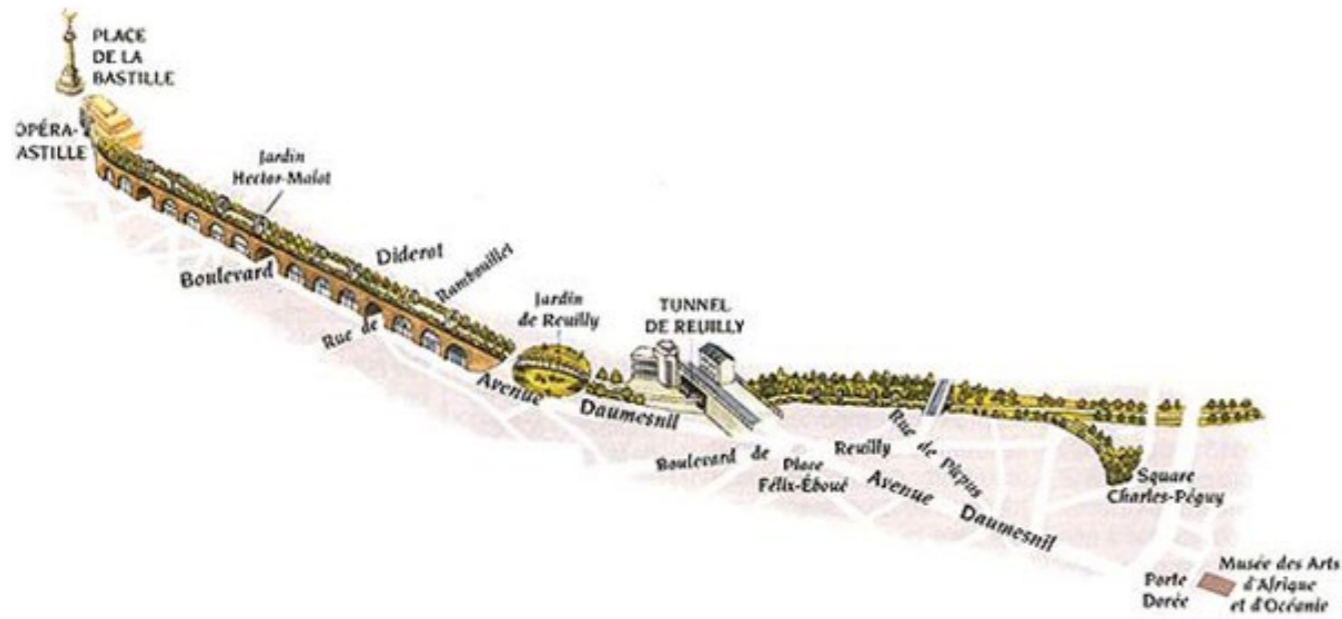 PLACE
DE LA
BASTILLE
OPÉRA-
ASTILLE
Jardin
Hector-Malot
Boulevard Diderot
Rue de Rambouillet
Jardin
de Reuilly
TUNNEL
DE REUILLY
Avenue Daumesnil
Boulevard de Reuilly
Rue de Picpus
Place
Félix-Éboué
Avenue Daumesnil
Square
Charles-Péguy
Porte
Dorée
Musée des Arts
d'Afrique
et d'Océanie